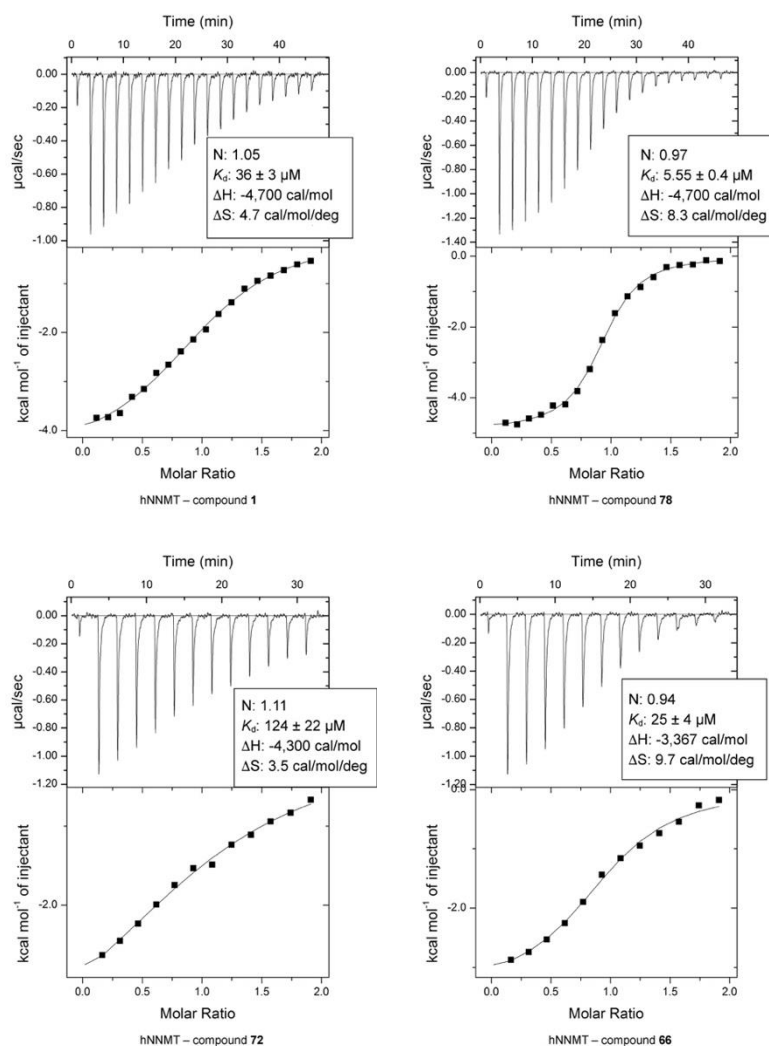 Time (min)
0 10 20 30 40
0.00
-0.20
-0.40
-0.60
-0.80
-1.00
µcal/sec
N: 1.05
Kd: 36 ± 3 µM
ΔH: -4,700 cal/mol
ΔS: 4.7 cal/mol/deg
-2.0
-4.0
kcal mol⁻¹ of injectant
0.0 0.5 1.0 1.5 2.0
Molar Ratio
hNNMT – compound 1
Time (min)
0 10 20 30 40
0.00
-0.20
-0.40
-0.60
-0.80
-1.00
-1.20
-1.40
µcal/sec
N: 0.97
Kd: 5.55 ± 0.4 µM
ΔH: -4,700 cal/mol
ΔS: 8.3 cal/mol/deg
0.0
-2.0
-4.0
kcal mol⁻¹ of injectant
0.0 0.5 1.0 1.5 2.0
Molar Ratio
hNNMT – compound 78
Time (min)
0 10 20 30
0.00
-0.20
-0.40
-0.60
-0.80
-1.00
-1.20
µcal/sec
N: 1.11
Kd: 124 ± 22 µM
ΔH: -4,300 cal/mol
ΔS: 3.5 cal/mol/deg
-2.0
kcal mol⁻¹ of injectant
0.0 0.5 1.0 1.5 2.0
Molar Ratio
hNNMT – compound 72
Time (min)
0 10 20 30
0.00
-0.20
-0.40
-0.60
-0.80
-1.00
-1.20
µcal/sec
N: 0.94
Kd: 25 ± 4 µM
ΔH: -3,367 cal/mol
ΔS: 9.7 cal/mol/deg
0.0
-2.0
kcal mol⁻¹ of injectant
0.0 0.5 1.0 1.5 2.0
Molar Ratio
hNNMT – compound 66